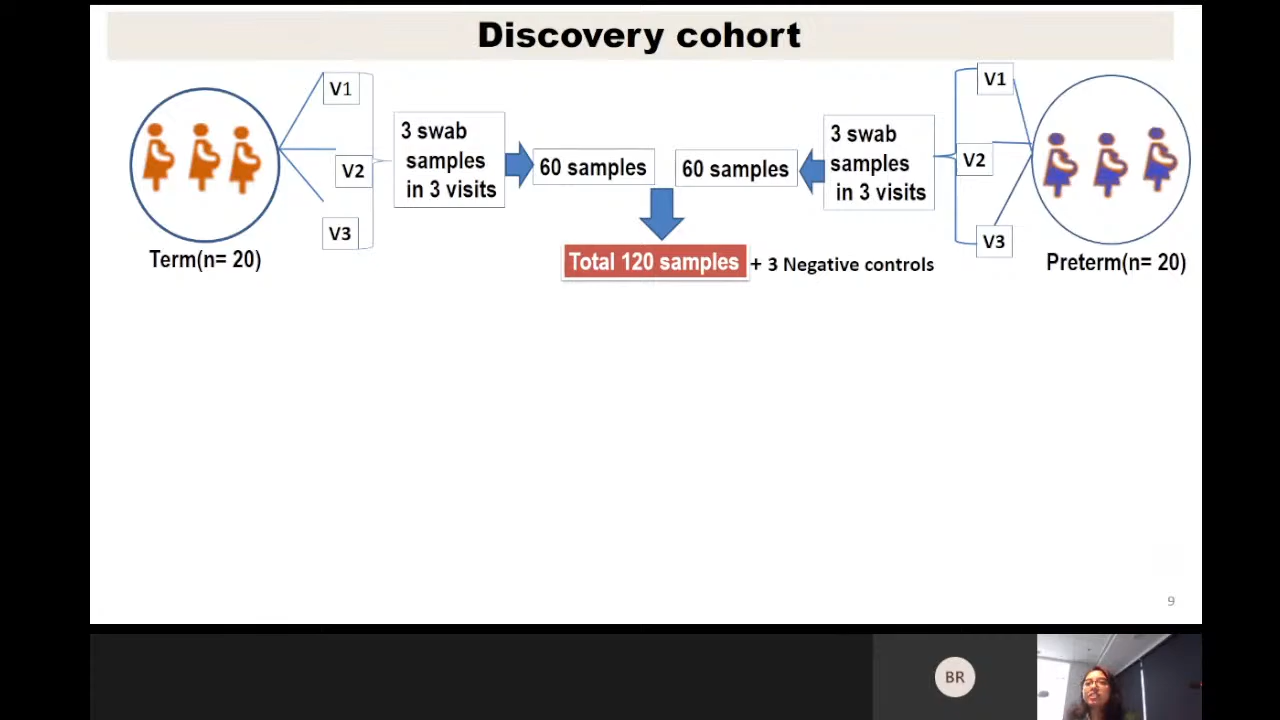 Discovery cohort
V1
V2
V3
3 swab
samples
in 3 visits
60 samples
Term(n= 20)
60 samples
3 swab
samples
in 3 visits
V1
V2
V3
Preterm(n= 20)
Total 120 samples + 3 Negative controls
9
BR